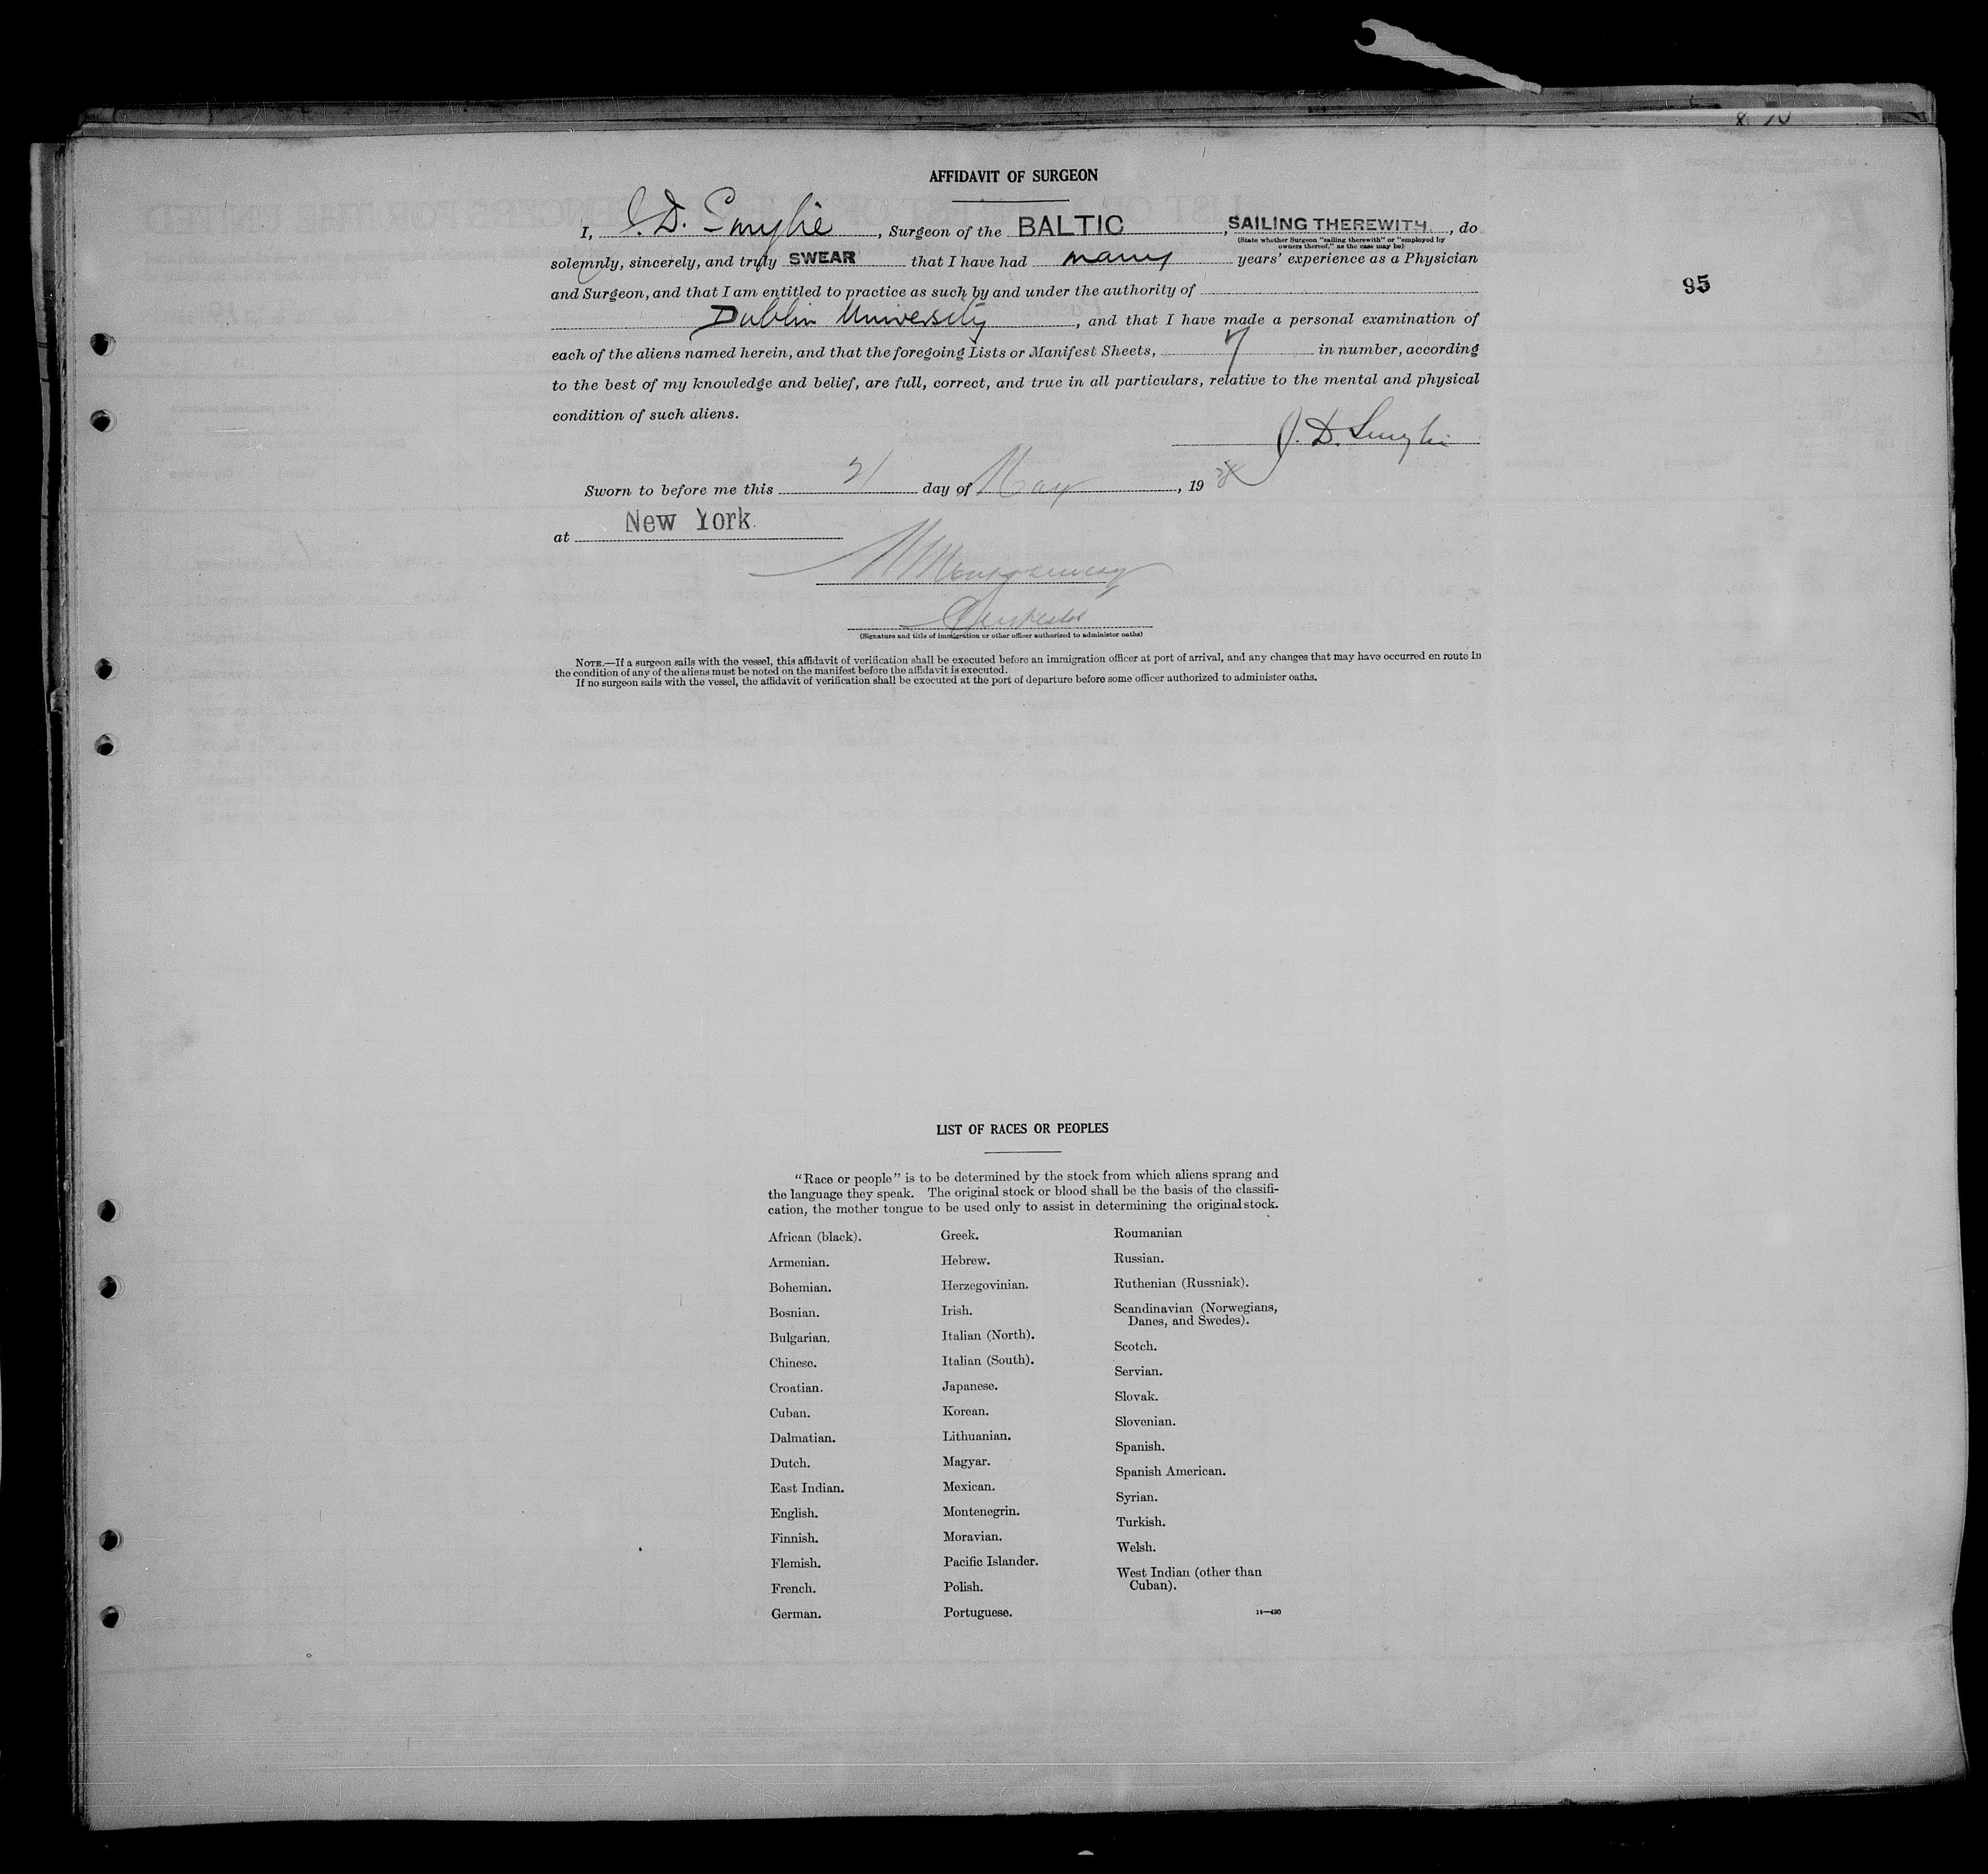 AFFIDAVIT OF SURGEON
I, J. D. Smylie, Surgeon of the BALTIC, SAILING THEREWITH, do
(State whether Surgeon "sailing therewith" or "employed by
owners thereof," as the case may be)
solemnly, sincerely, and truly SWEAR that I have had many years' experience as a Physician
95
and Surgeon, and that I am entitled to practice as such by and under the authority of
Dublin University, and that I have made a personal examination of
each of the aliens named herein, and that the foregoing Lists or Manifest Sheets, 7 in number, according
to the best of my knowledge and belief, are full, correct, and true in all particulars, relative to the mental and physical
condition of such aliens.
J. D. Smylie
Sworn to before me this 21 day of May, 1928
at New York.
Montgomery
Inspector
(Signature and title of immigration or other officer authorized to administer oaths)
NOTE.—If a surgeon sails with the vessel, this affidavit of verification shall be executed before an immigration officer at port of arrival, and any changes that may have occurred en route in
the condition of any of the aliens must be noted on the manifest before the affidavit is executed.
If no surgeon sails with the vessel, the affidavit of verification shall be executed at the port of departure before some officer authorized to administer oaths.
LIST OF RACES OR PEOPLES
"Race or people" is to be determined by the stock from which aliens sprang and
the language they speak. The original stock or blood shall be the basis of the classifi-
cation, the mother tongue to be used only to assist in determining the original stock.
African (black).
Armenian.
Bohemian.
Bosnian.
Bulgarian.
Chinese.
Croatian.
Cuban.
Dalmatian.
Dutch.
East Indian.
English.
Finnish.
Flemish.
French.
German.
Greek.
Hebrew.
Herzegovinian.
Irish.
Italian (North).
Italian (South).
Japanese.
Korean.
Lithuanian.
Magyar.
Mexican.
Montenegrin.
Moravian.
Pacific Islander.
Polish.
Portuguese.
Roumanian
Russian.
Ruthenian (Russniak).
Scandinavian (Norwegians,
Danes, and Swedes).
Scotch.
Servian.
Slovak.
Slovenian.
Spanish.
Spanish American.
Syrian.
Turkish.
Welsh.
West Indian (other than
Cuban).
14—430